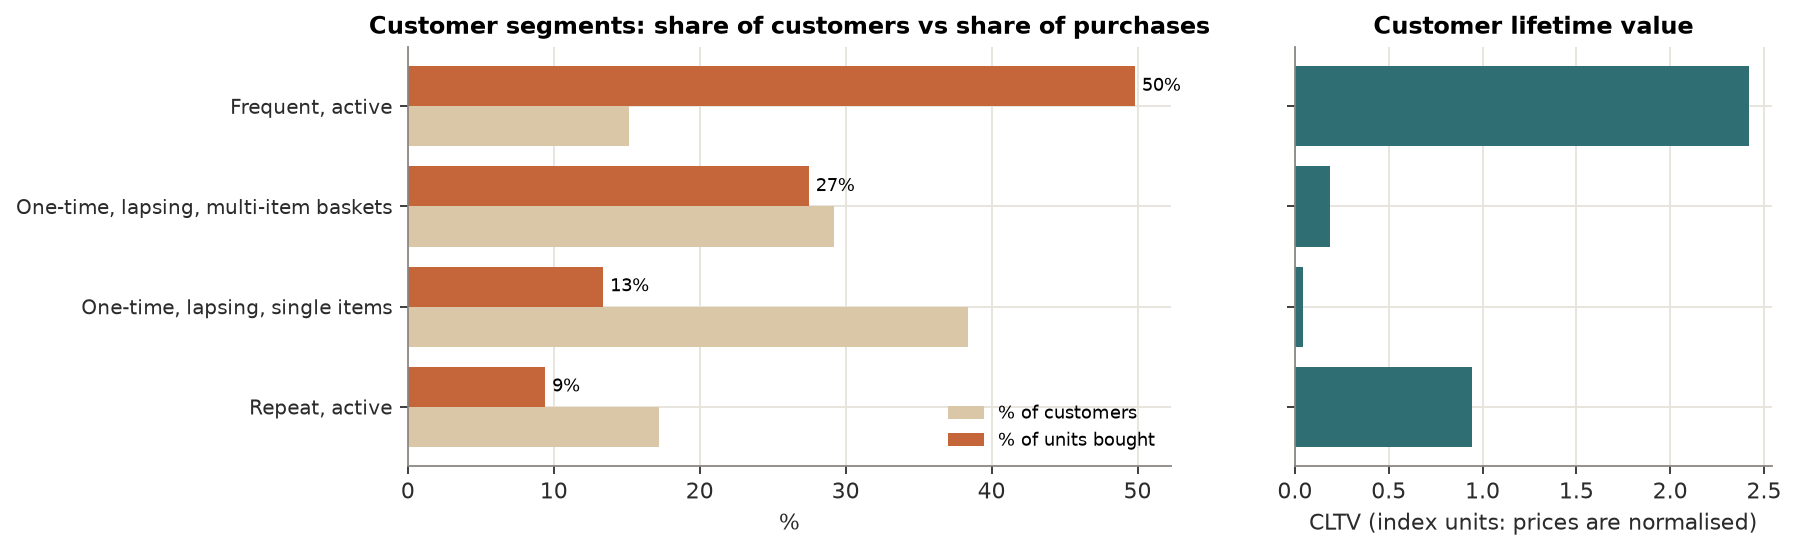 Customer segments: share of customers vs share of purchases
Frequent, active
50%
One-time, lapsing, multi-item baskets
27%
One-time, lapsing, single items
13%
Repeat, active
9%
% of customers
% of units bought
0 10 20 30 40 50
%
Customer lifetime value
0.0 0.5 1.0 1.5 2.0 2.5
CLTV (index units: prices are normalised)